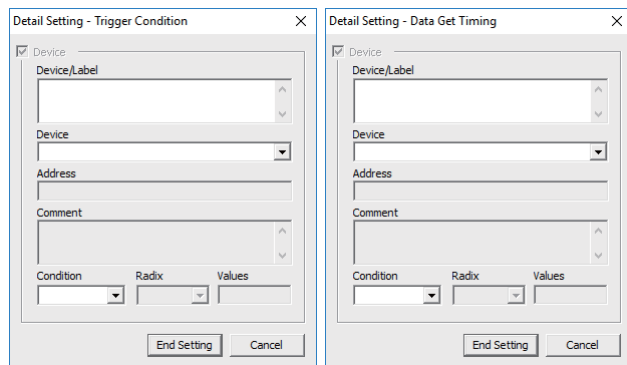 Detail Setting - Trigger Condition
Device
Device/Label
Device
Address
Comment
Condition Radix Values
End Setting Cancel
Detail Setting - Data Get Timing
Device
Device/Label
Device
Address
Comment
Condition Radix Values
End Setting Cancel